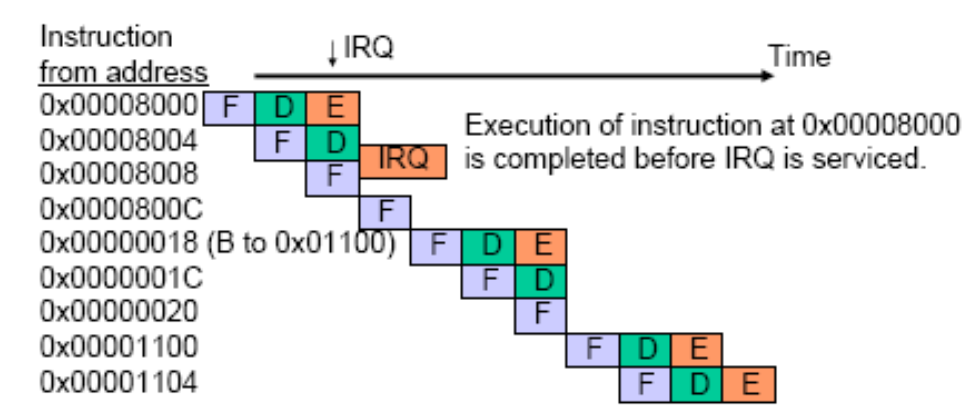 Instruction
from address
IRQ
Time
0x00008000 F D E
Execution of instruction at 0x00008000
is completed before IRQ is serviced.
0x00008004 F D
IRQ
0x00008008 F
0x0000800C F
0x00000018 (B to 0x01100) F D E
0x0000001C F D
0x00000020 F
0x00001100 F D E
0x00001104 F D E